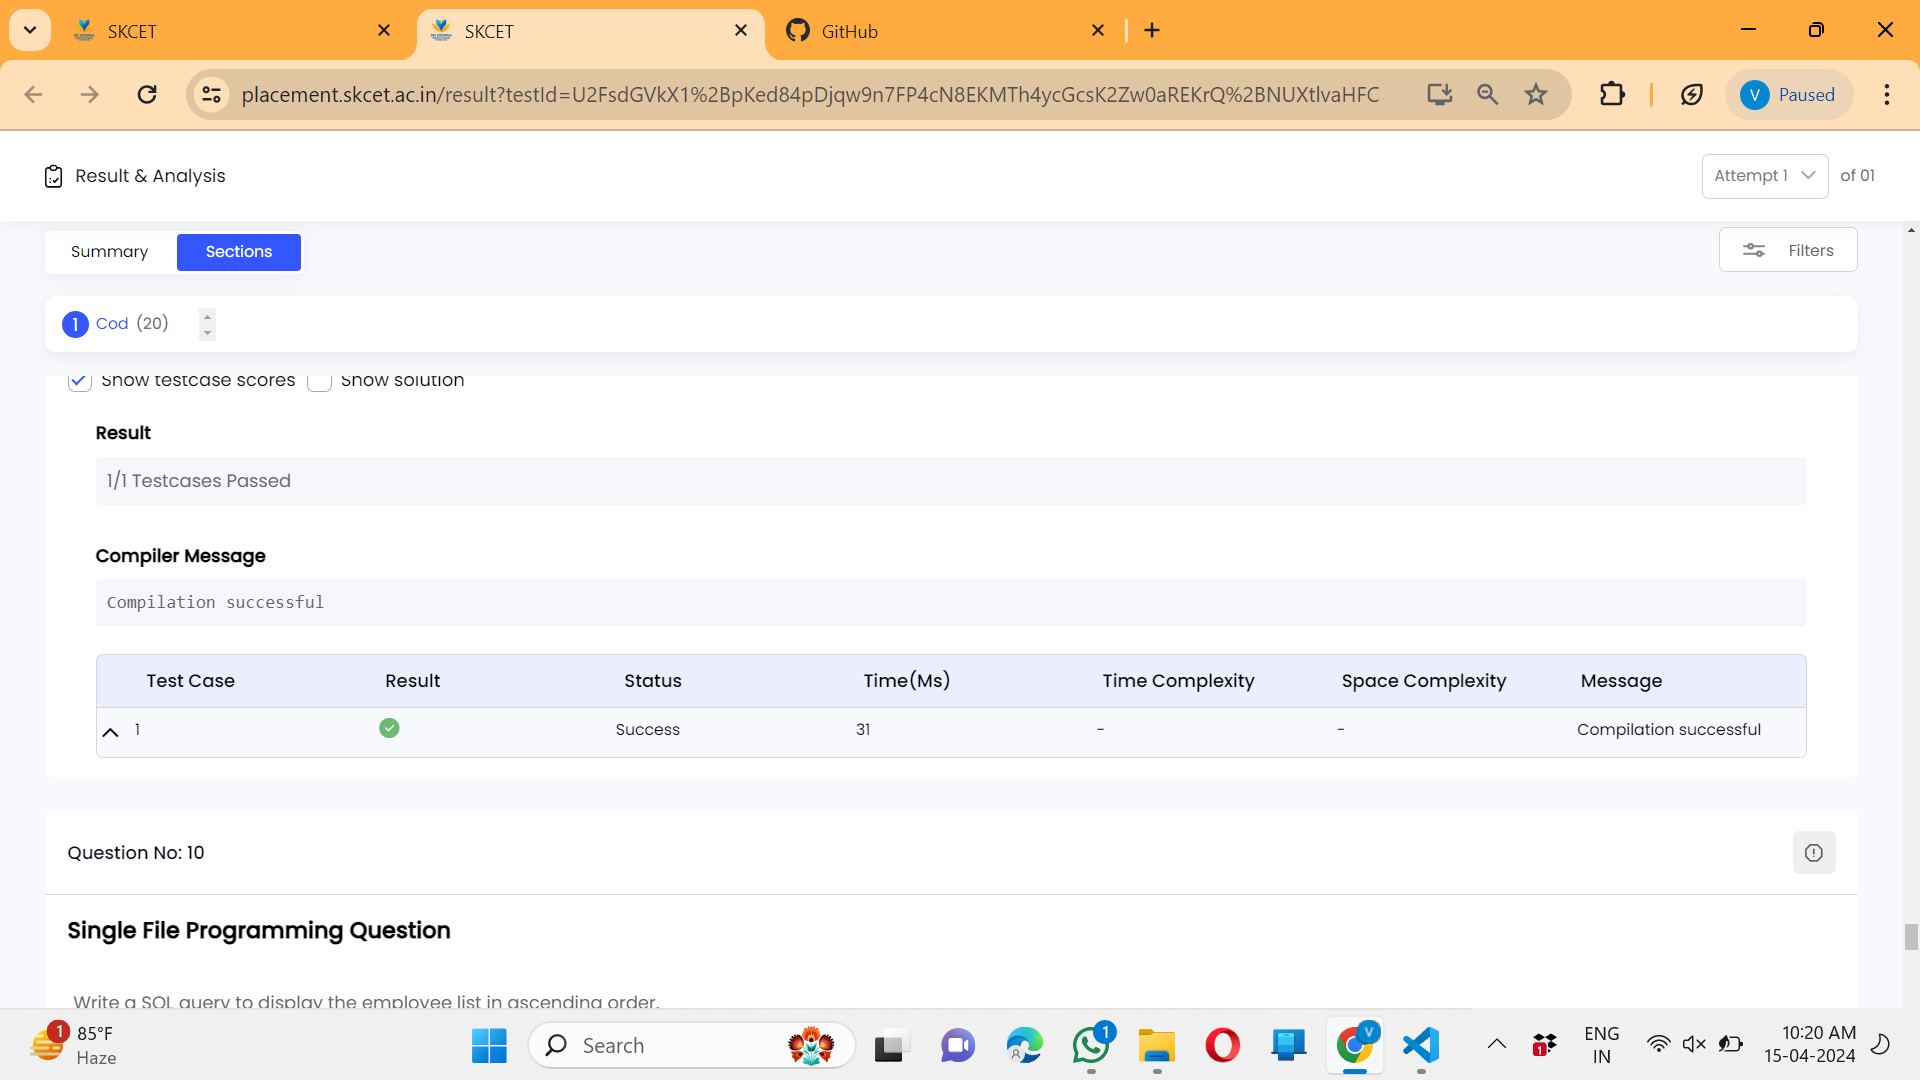 SKCET
SKCET
GitHub
placement.skcet.ac.in/result?testId=U2FsdGVkX1%2BpKed84pDjqw9n7FP4cN8EKMTh4ycGcsK2Zw0aREKrQ%2BNUXtlvaHFC
V Paused
Result & Analysis
Attempt 1 of 01
Summary Sections
Filters
1 Cod (20)
Show testcase scores Show solution
Result
1/1 Testcases Passed
Compiler Message
Compilation successful
Test Case Result Status Time(Ms) Time Complexity Space Complexity Message
1 Success 31 - - Compilation successful
Question No: 10
Single File Programming Question
Write a SQL query to display the employee list in ascending order.
1 85°F
Haze
Search
1
V
1
ENG
IN
10:20 AM
15-04-2024